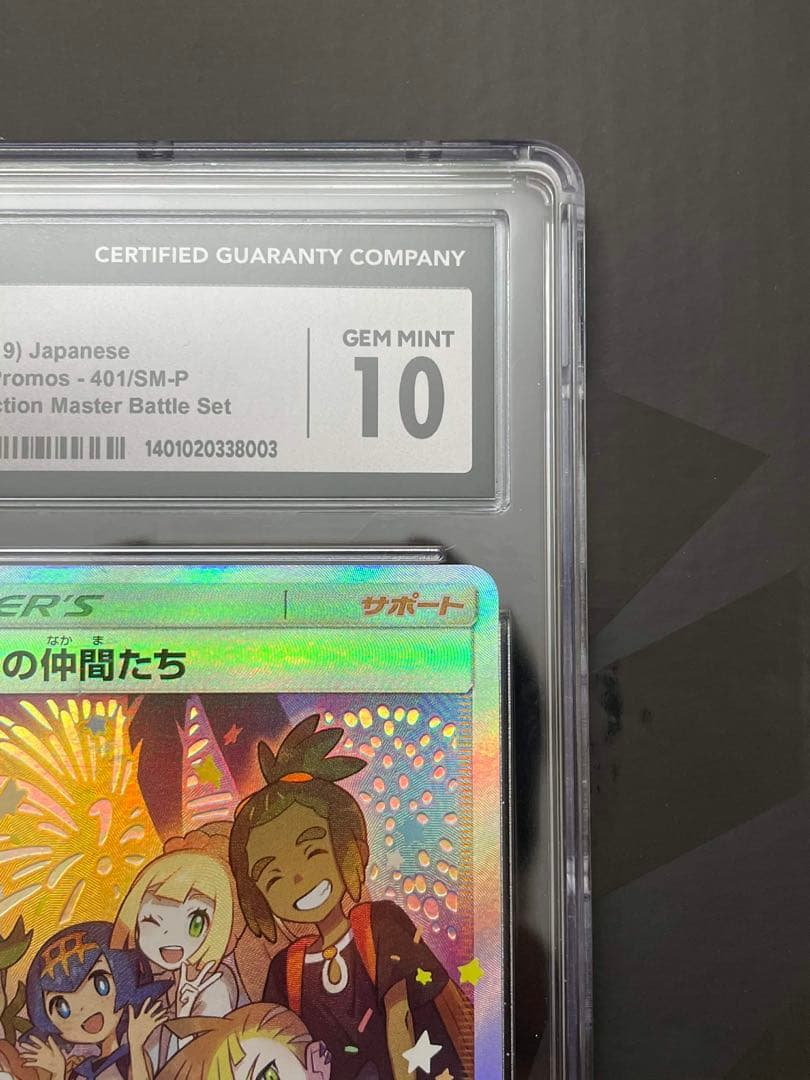 CERTIFIED GUARANTY COMPANY
9) Japanese
Promos - 401/SM-P
ction Master Battle Set
1401020338003
GEM MINT
10
ER'S
サポート
なかま
の仲間たち